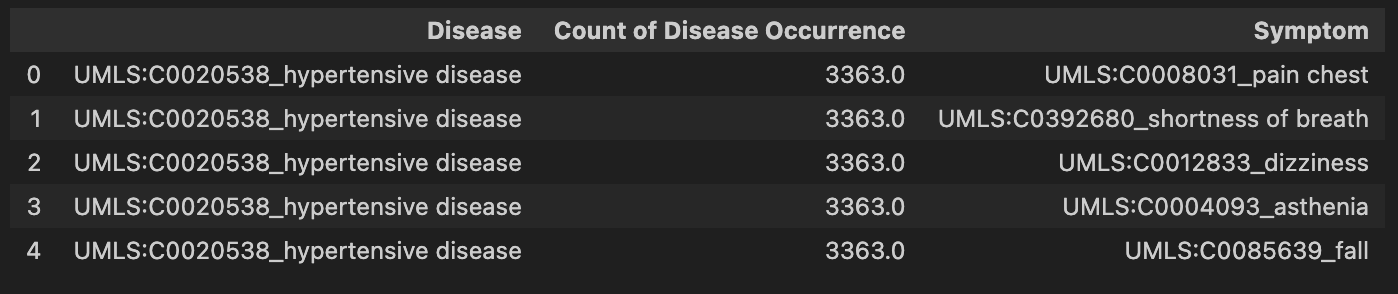 Disease Count of Disease Occurrence Symptom
0 UMLS:C0020538_hypertensive disease 3363.0 UMLS:C0008031_pain chest
1 UMLS:C0020538_hypertensive disease 3363.0 UMLS:C0392680_shortness of breath
2 UMLS:C0020538_hypertensive disease 3363.0 UMLS:C0012833_dizziness
3 UMLS:C0020538_hypertensive disease 3363.0 UMLS:C0004093_asthenia
4 UMLS:C0020538_hypertensive disease 3363.0 UMLS:C0085639_fall